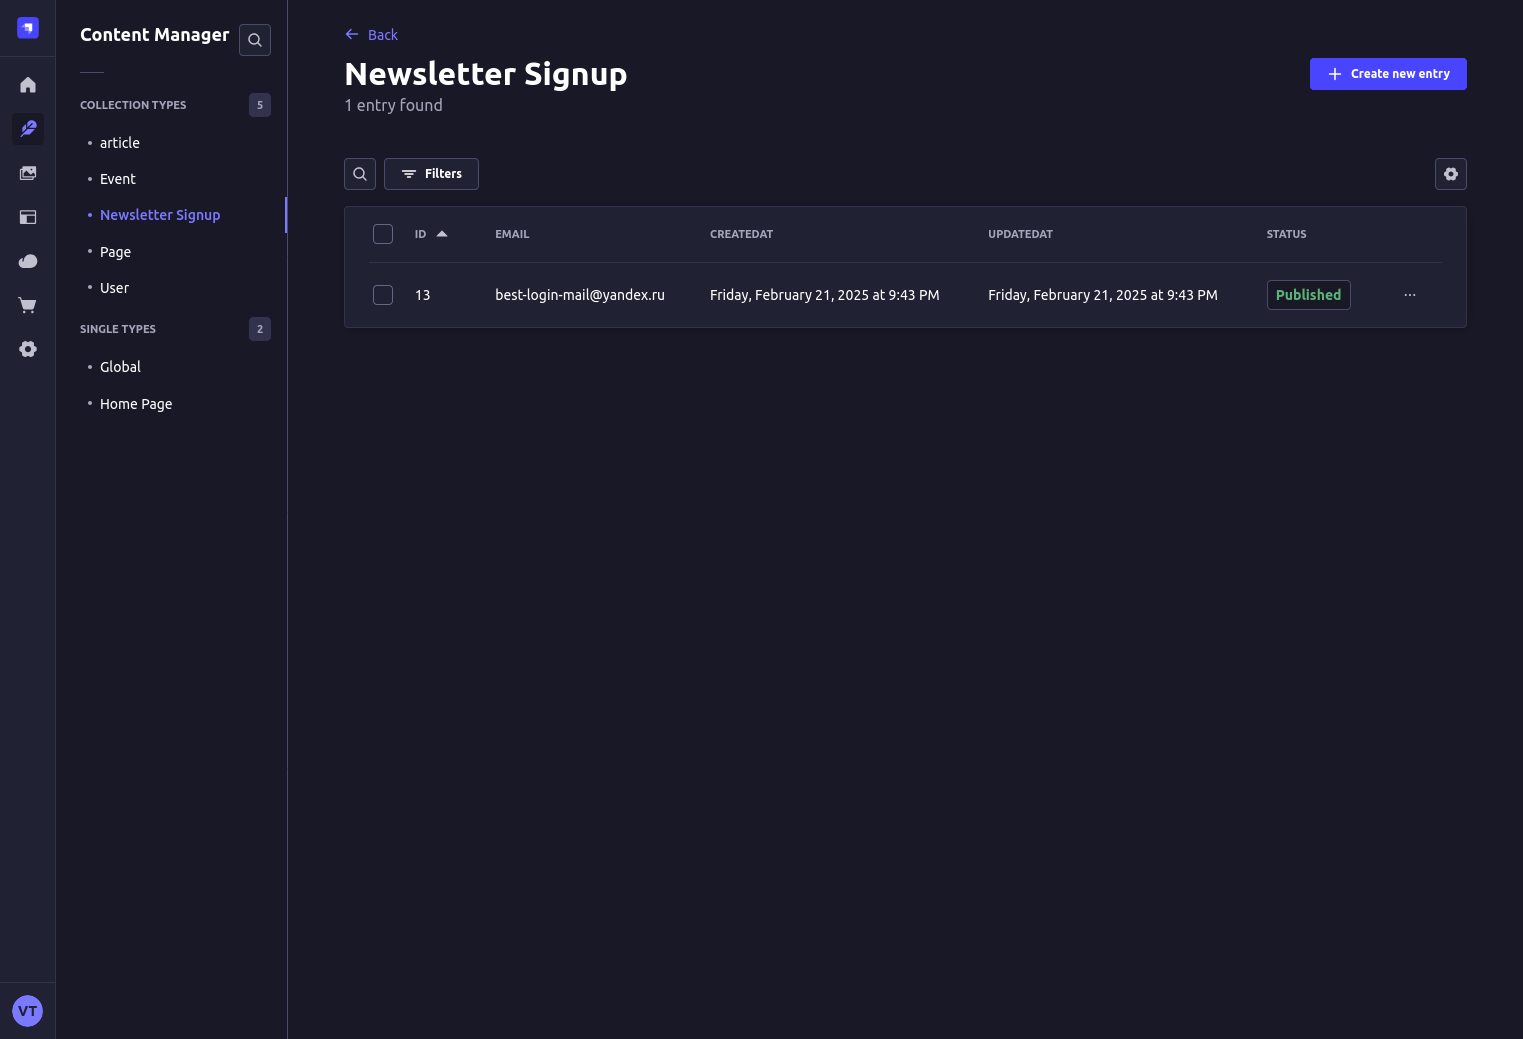 Content Manager
COLLECTION TYPES 5
article
Event
Newsletter Signup
Page
User
SINGLE TYPES 2
Global
Home Page
VT
Back
Newsletter Signup
1 entry found
Create new entry
Filters
ID EMAIL CREATEDAT UPDATEDAT STATUS
13 best-login-mail@yandex.ru Friday, February 21, 2025 at 9:43 PM Friday, February 21, 2025 at 9:43 PM Published